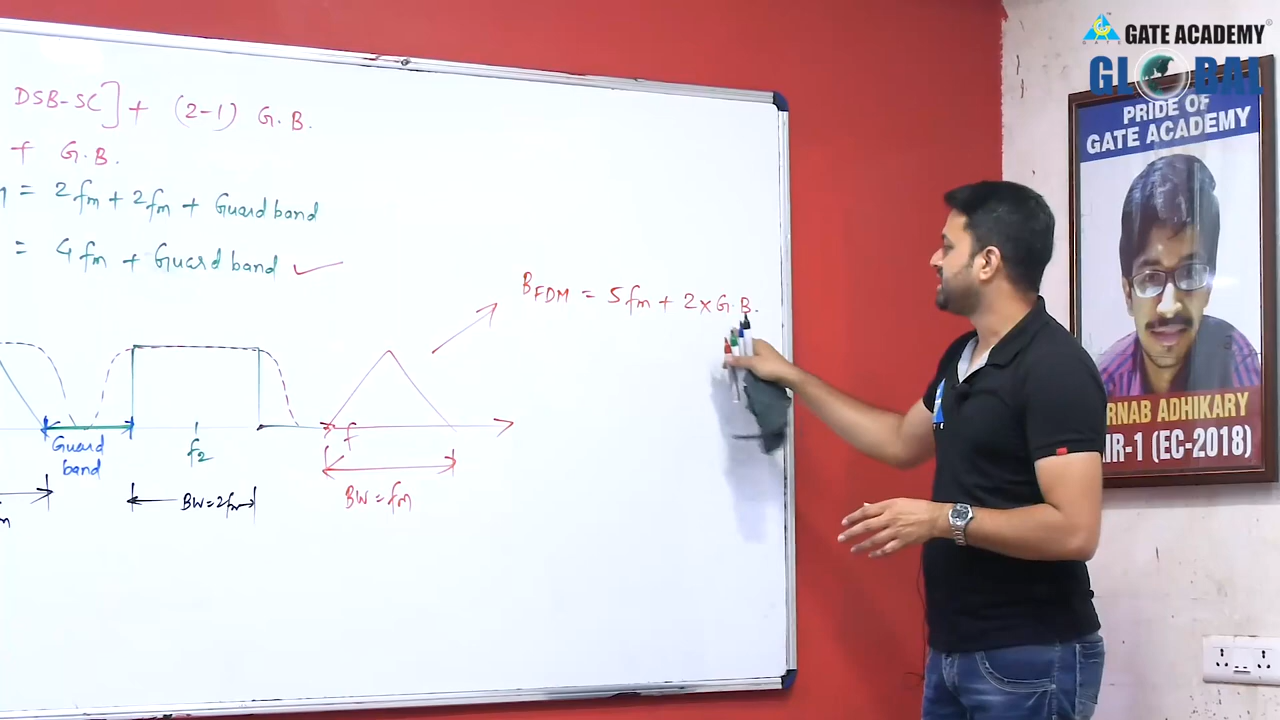 DSB-SC] + (2-1) G.B.
+ G.B.
= 2fm + 2fm + Guard band
= 4fm + Guard band
B_FDM = 5fm + 2×G.B.
Guard
band
f2
f
BW=2fm
BW=fm
GATE ACADEMY
GLOBAL
PRIDE OF
GATE ACADEMY
RNAB ADHIKARY
IR-1 (EC-2018)